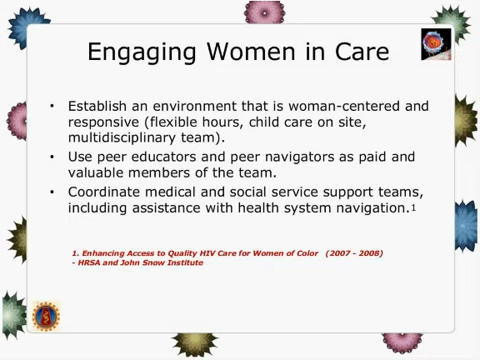 Engaging Women in Care
• Establish an environment that is woman-centered and
responsive (flexible hours, child care on site,
multidisciplinary team).
• Use peer educators and peer navigators as paid and
valuable members of the team.
• Coordinate medical and social service support teams,
including assistance with health system navigation.1
1. Enhancing Access to Quality HIV Care for Women of Color (2007 - 2008)
- HRSA and John Snow Institute